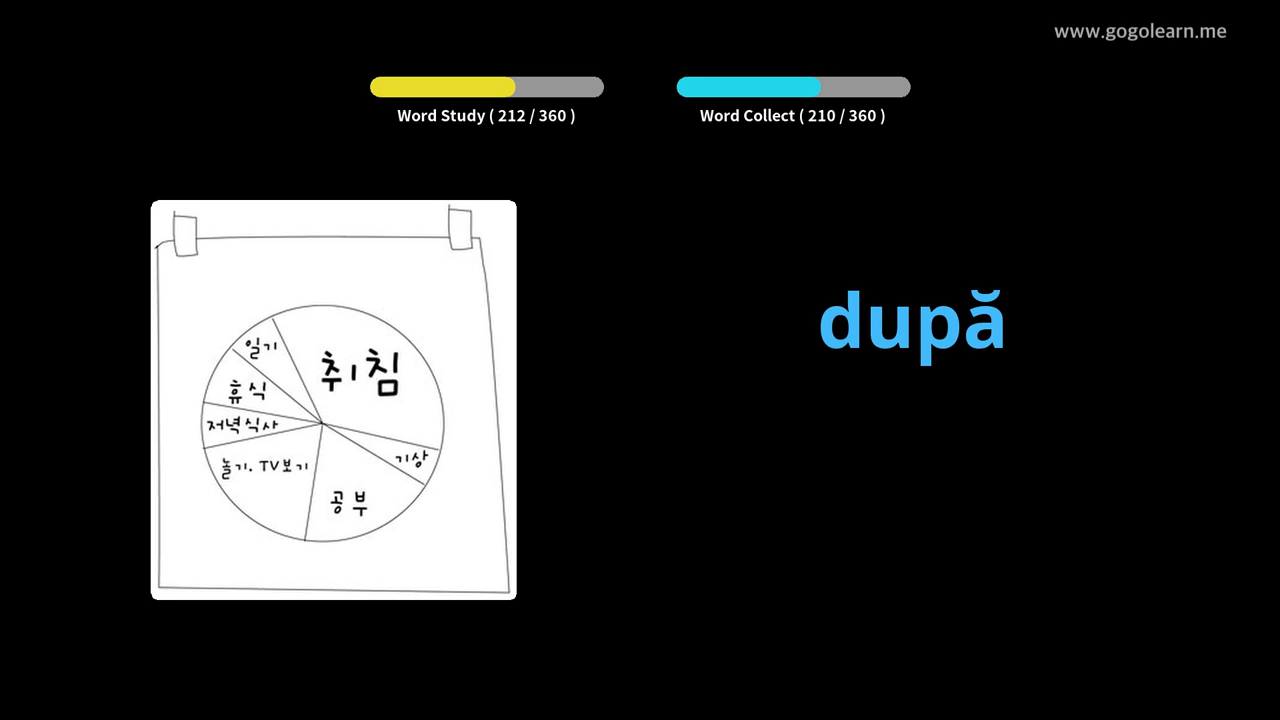 www.gogolearn.me
Word Study ( 212 / 360 )
Word Collect ( 210 / 360 )
일기
취침
휴식
저녁식사
놀기. TV보기
기상
공부
după